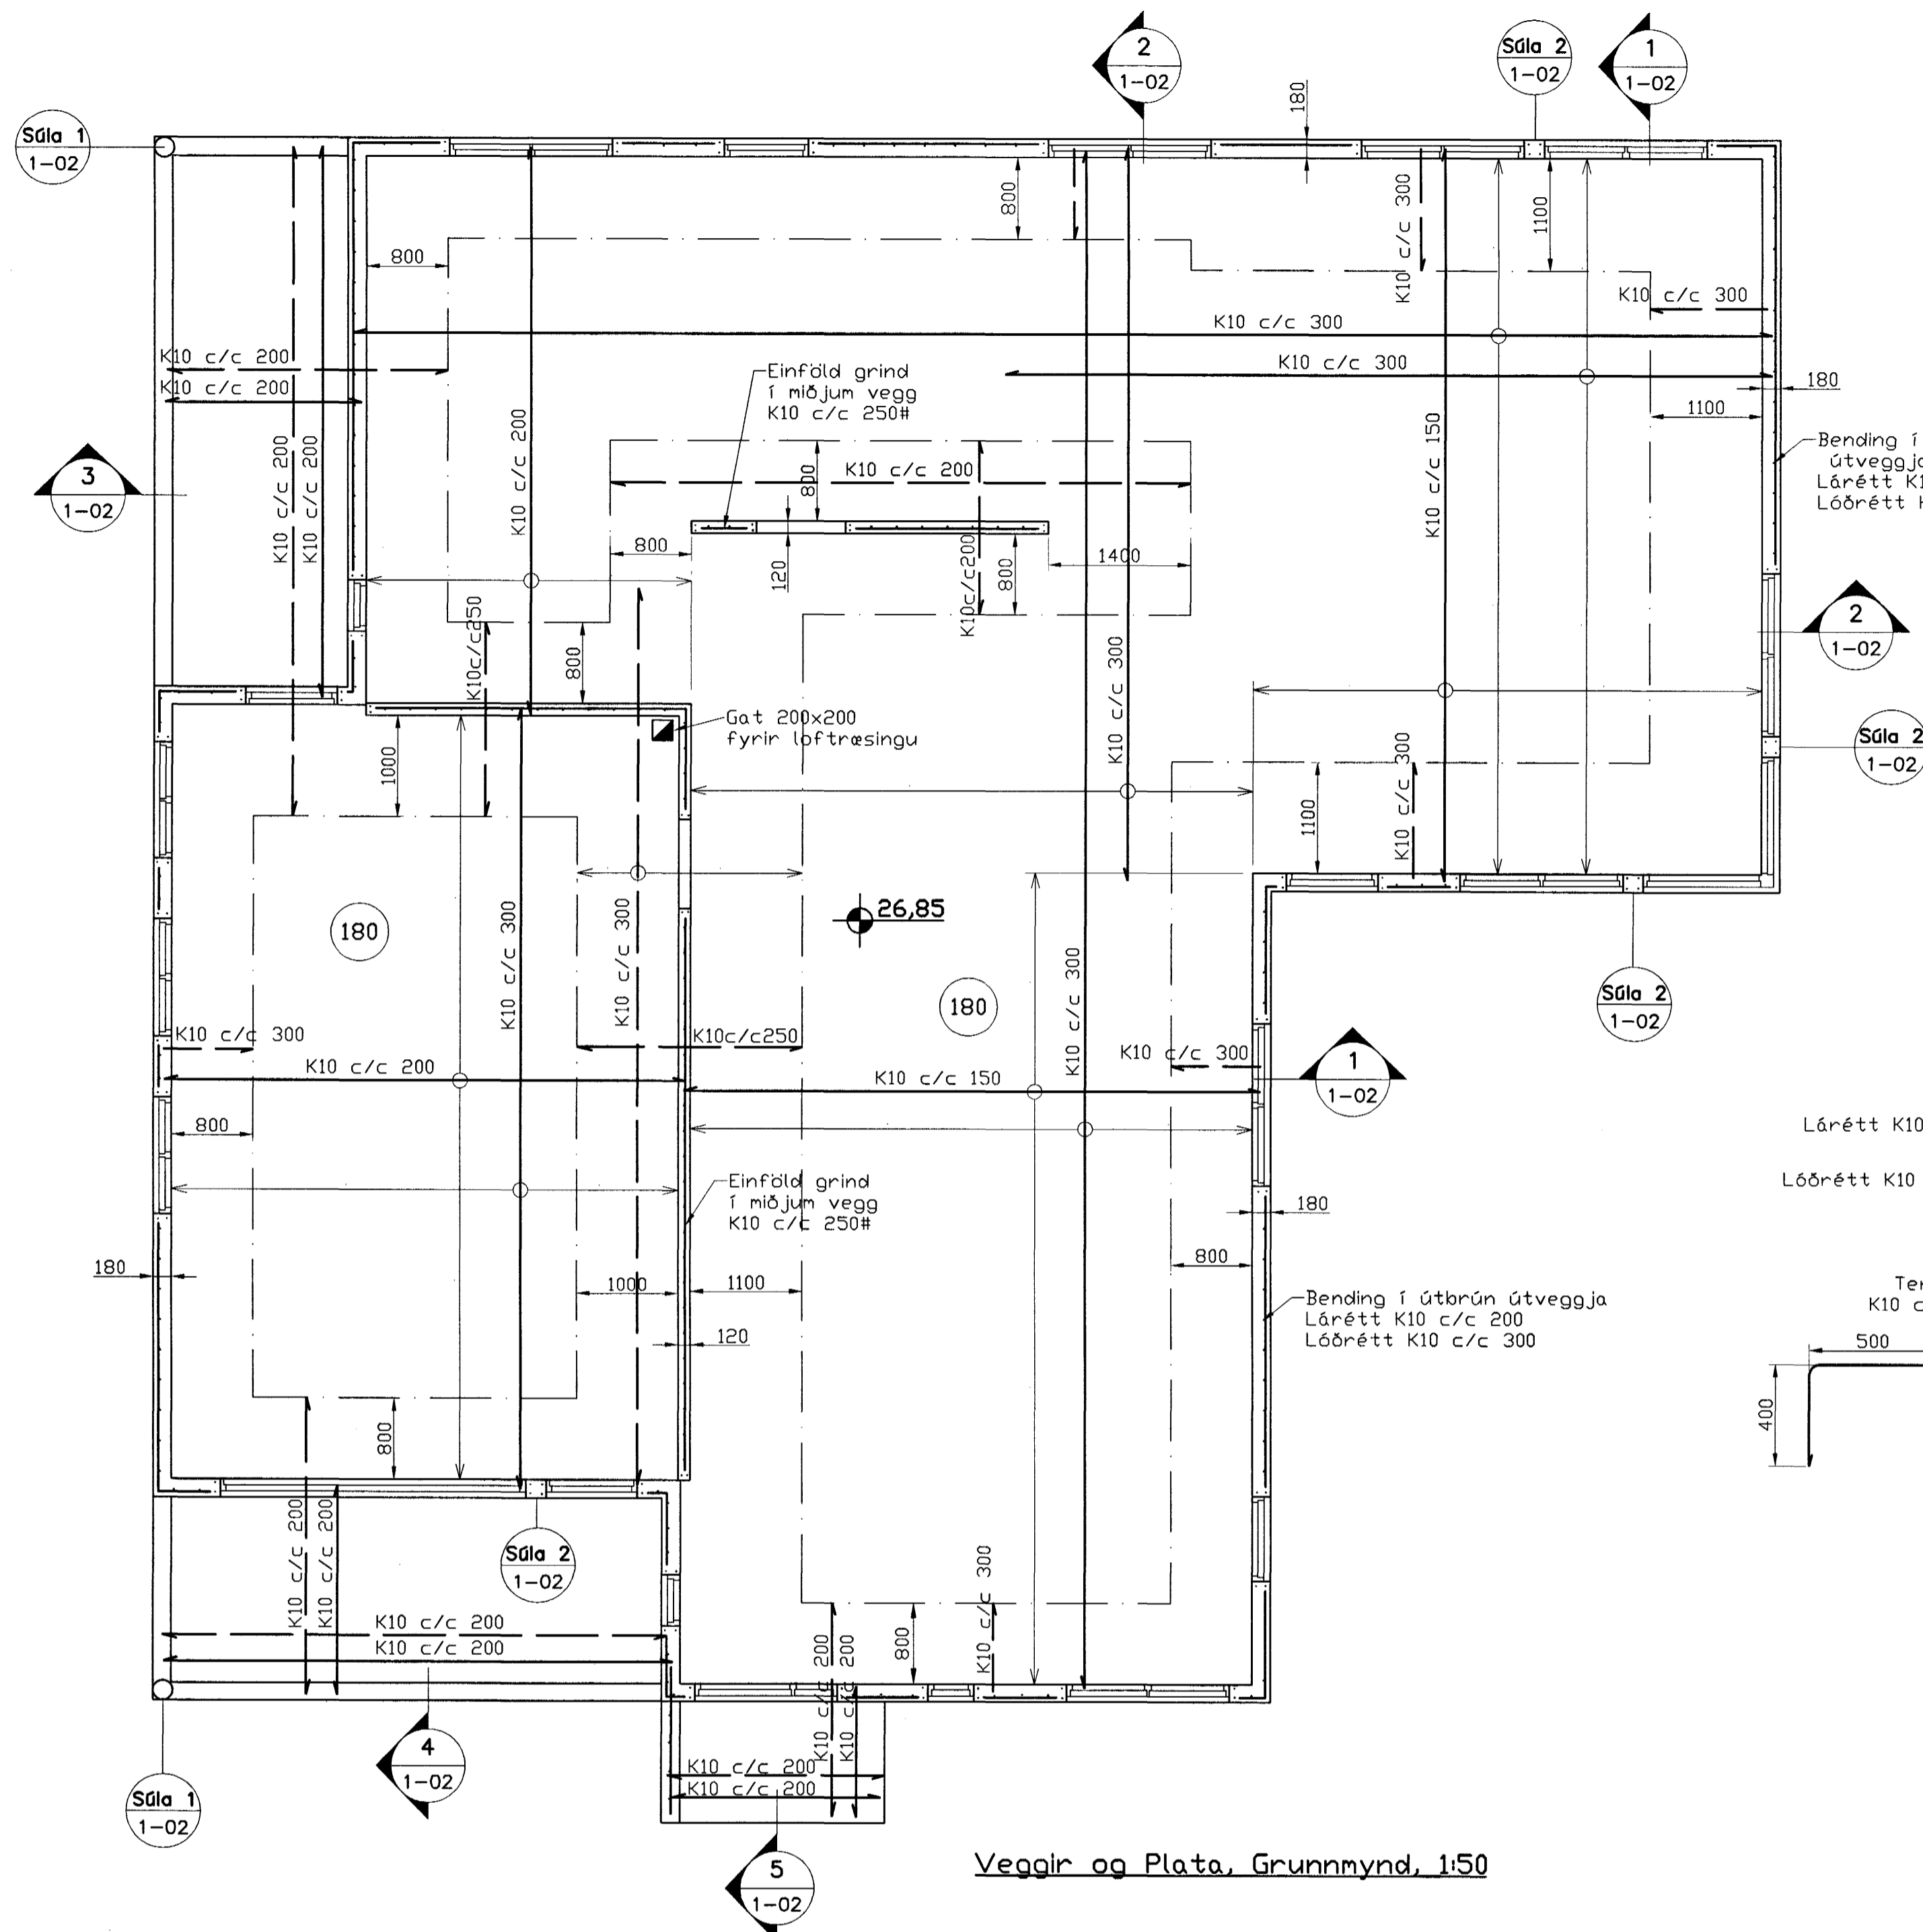 2
1-02
Súla 2
1-02
1
1-02
Súla 1
1-02
180
800
K10 c/c 300
1100
800
K10 c/c 300
K10 c/c 300
K10 c/c 200
K10 c/c 200
Einföld grind
í miðjum vegg
K10 c/c 250#
K10 c/c 300
180
1100
K10 c/c 200
K10 c/c 200
K10 c/c 200
K10 c/c 150
Bending í
útveggja
3
1-02
800
K10 c/c 200
800
120
K10c/c200
800
1400
K10c/c250
800
K10 c/c 300
2
1-02
Gat 200x200
fyrir loftræsingu
1000
K10 c/c 300
1100
Súla 2
1-02
26,85
180
K10 c/c 300
K10 c/c 300
180
K10 c/c 300
Súla 2
1-02
K10 c/c 300
K10c/c250
K10 c/c 300
1
1-02
K10 c/c 200
K10 c/c 150
800
Lárétt K10
Einföld grind
í miðjum vegg
K10 c/c 250#
Lóðrétt K10
180
180
800
1000
1100
Bending í útbrún útveggja
Lárétt K10 c/c 200
Lóðrétt K10 c/c 300
120
K10 c
500
400
800
K10 c/c 200
K10 c/c 200
Súla 2
1-02
K10 c/c 300
K10 c/c 200
K10 c/c 200
K10 c/c 200
K10 c/c 200
800
4
1-02
K10 c/c 200
K10 c/c 200
Súla 1
1-02
5
1-02
Veggir og Plata, Grunnmynd, 1:50